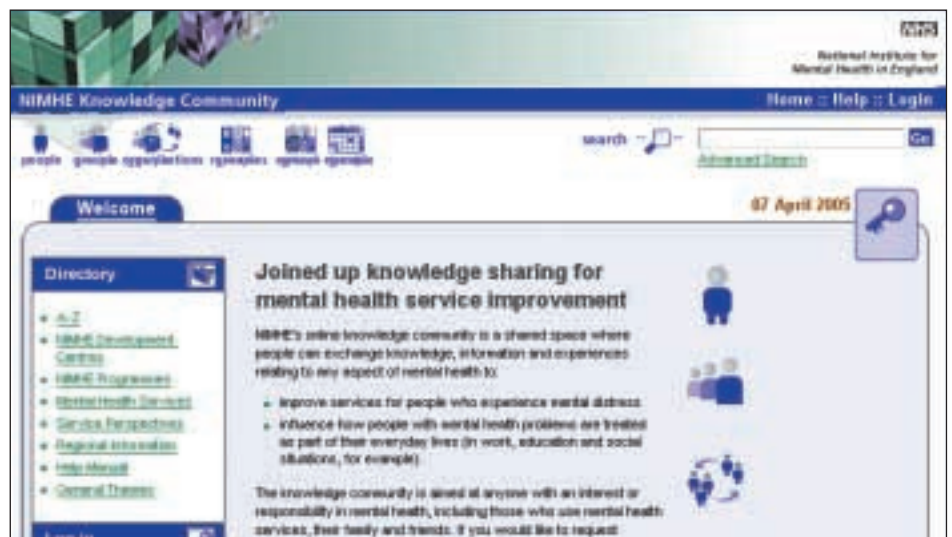 NHS
National Institute for
Mental Health in England
NIMHE Knowledge Community
Home :: Help :: Login
people groups organisations
search
Go
Advanced Search
Welcome
07 April 2005
Directory
A-Z
NIMHE Development
Centres
NIMHE Programmes
Mental Health Services
Service Perspectives
Regional Information
Help Manual
General Themes
Log in
Joined up knowledge sharing for
mental health service improvement
NIMHE's online knowledge community is a shared space where
people can exchange knowledge, information and experiences
relating to any aspect of mental health to:
improve services for people who experience mental distress
influence how people with mental health problems are treated
as part of their everyday lives (in work, education and social
situations, for example).
The knowledge community is aimed at anyone with an interest or
responsibility in mental health, including those who use mental health
services, their family and friends. If you would like to request